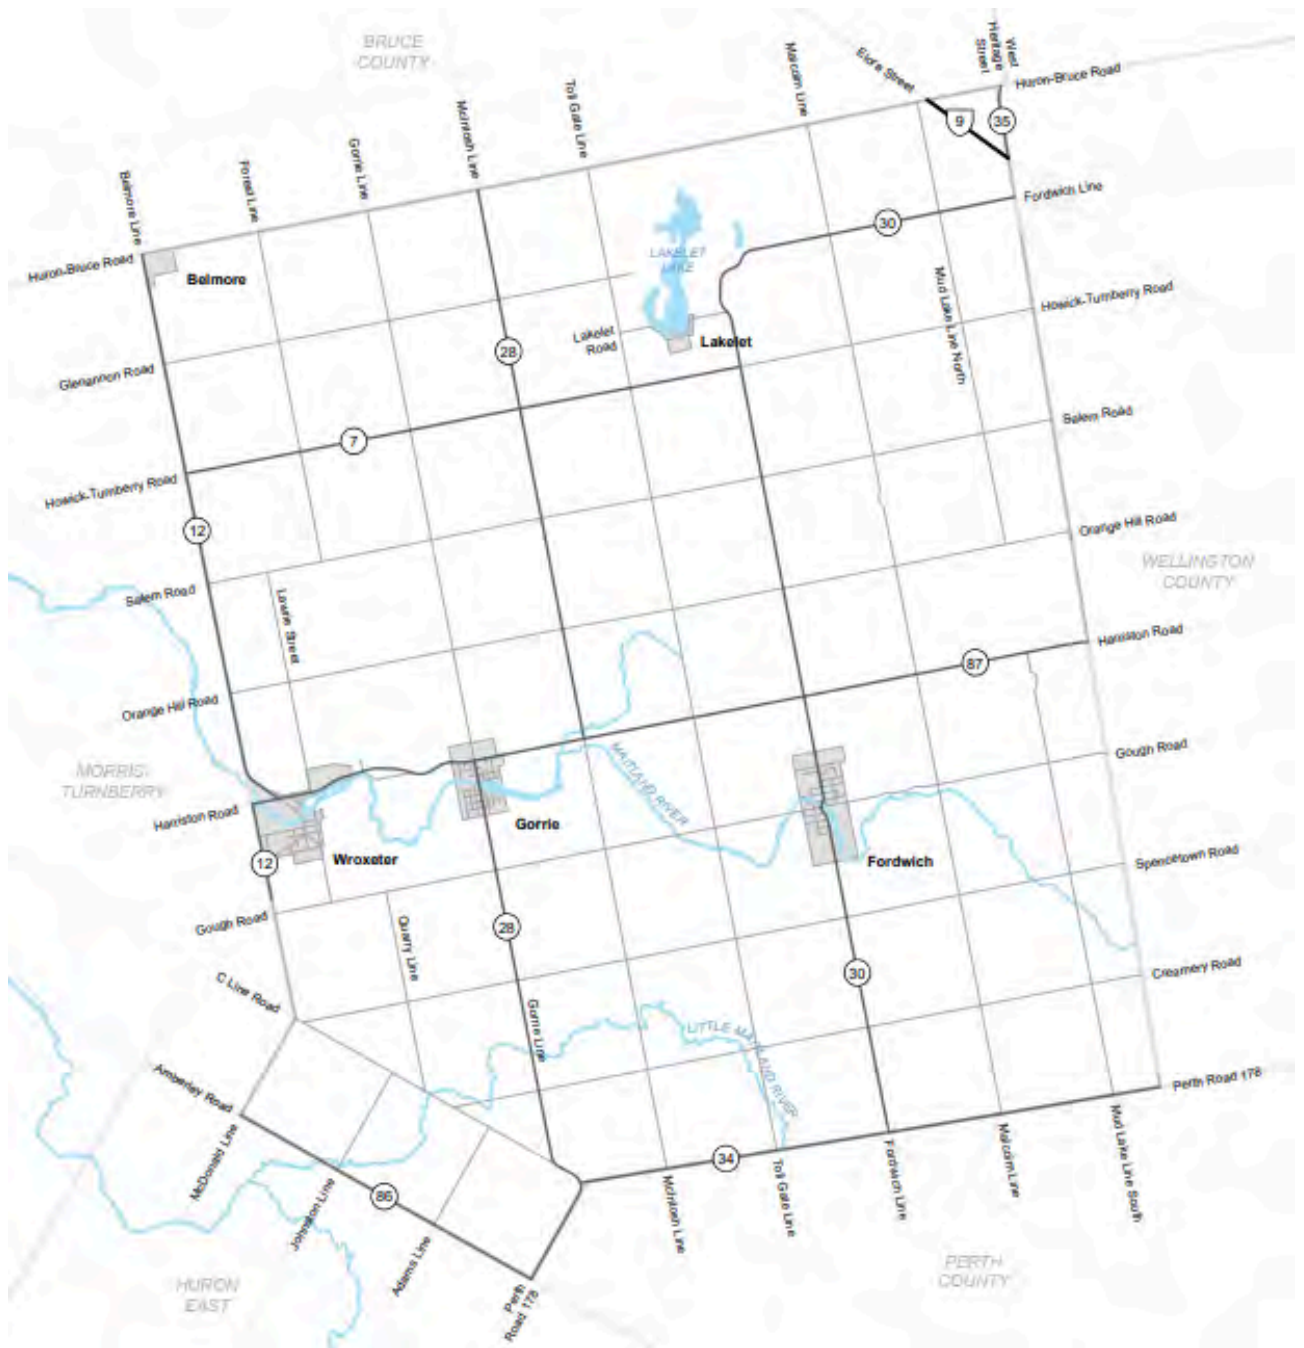 BRUCE
COUNTY
Elora Street
West
Heritage
Street
Malcolm Line
Huron-Bruce Road
Toll Gate Line
McIntosh Line
Gorrie Line
Forest Line
Belmore Line
9
35
Fordwich Line
30
Huron-Bruce Road
Belmore
LAKELET
LAKE
Mud Lake Line North
Howick-Turnberry Road
Lakelet
Road
Lakelet
28
Glenannon Road
Salem Road
7
Howick-Turnberry Road
12
Orange Hill Road
WELLINGTON
COUNTY
Salem Road
Lawrie Street
Harriston Road
87
Orange Hill Road
Gough Road
MORRIS-
TURNBERRY
MAITLAND RIVER
Harriston Road
Gorrie
12
Wroxeter
Fordwich
Spencetown Road
Gough Road
Quarry Line
28
30
Creamery Road
C Line Road
Gorrie Line
LITTLE MAITLAND RIVER
Amberley Road
Perth Road 178
McDonald Line
34
86
Johnston Line
Adams Line
McIntosh Line
Toll Gate Line
Fordwich Line
Malcolm Line
Mud Lake Line South
HURON
EAST
PERTH
COUNTY
Perth
Road 178